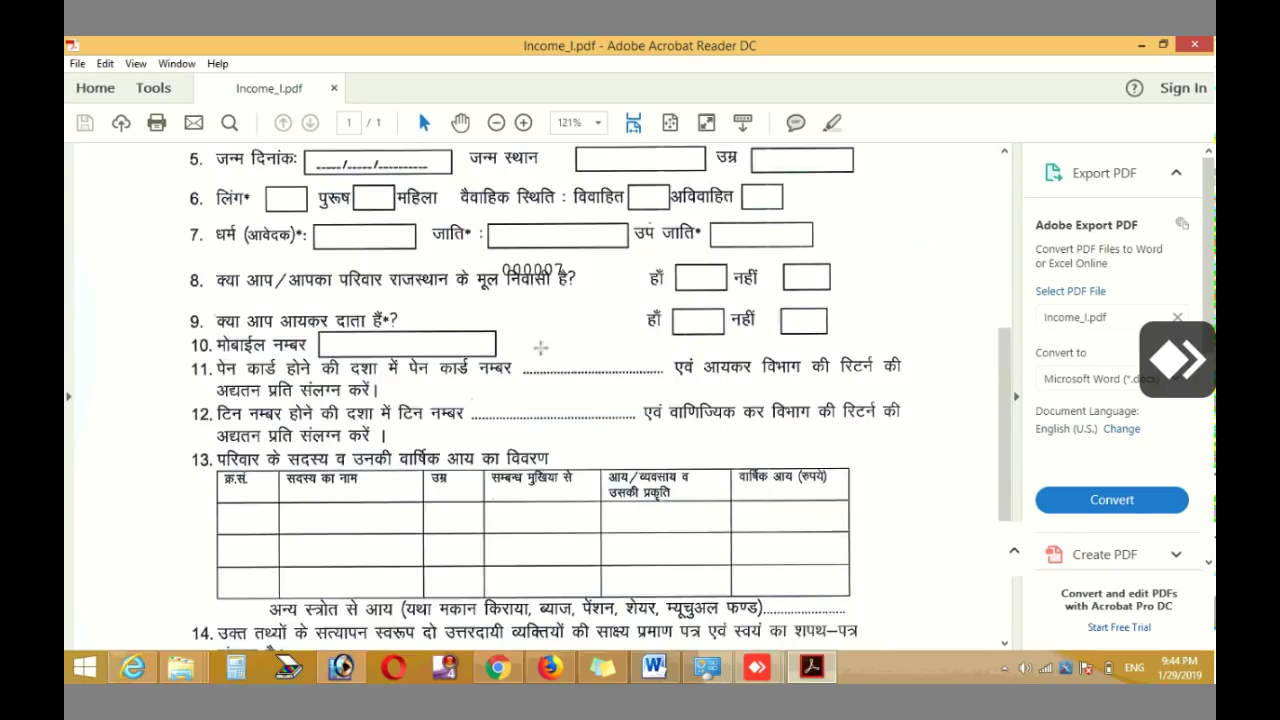 Income_I.pdf - Adobe Acrobat Reader DC
File Edit View Window Help
Home Tools Income_I.pdf × ? Sign In
1 / 1 121%
5. जन्म दिनांकः ...../...../.......... जन्म स्थान उम्र
6. लिंग* पुरूष महिला वैवाहिक स्थिति : विवाहित अविवाहित
7. धर्म (आवेदक)*: जाति* : उप जाति*
000007
8. क्या आप/आपका परिवार राजस्थान के मूल निवासी है? हाँ नहीं
9. क्या आप आयकर दाता हैं*? हाँ नहीं
10. मोबाईल नम्बर
11. पेन कार्ड होने की दशा में पेन कार्ड नम्बर ................................... एवं आयकर विभाग की रिटर्न की
अद्यतन प्रति संलग्न करें।
12. टिन नम्बर होने की दशा में टिन नम्बर ......................................... एवं वाणिज्यिक कर विभाग की रिटर्न की
अद्यतन प्रति संलग्न करें ।
13. परिवार के सदस्य व उनकी वार्षिक आय का विवरण
क्र.सं. सदस्य का नाम उम्र सम्बन्ध मुखिया से आय/व्यवसाय व वार्षिक आय (रुपये)
उसकी प्रकृति
अन्य स्त्रोत से आय (यथा मकान किराया, ब्याज, पेंशन, शेयर, म्यूचुअल फण्ड).....................
14. उक्त तथ्यों के सत्यापन स्वरूप दो उत्तरदायी व्यक्तियों की साक्ष्य प्रमाण पत्र एवं स्वयं का शपथ–पत्र
Export PDF
Adobe Export PDF
Convert PDF Files to Word
or Excel Online
Select PDF File
Income_I.pdf ×
Convert to
Microsoft Word (*.docx)
Document Language:
English (U.S.) Change
Convert
Create PDF
Convert and edit PDFs
with Acrobat Pro DC
Start Free Trial
ENG 9:44 PM
1/29/2019